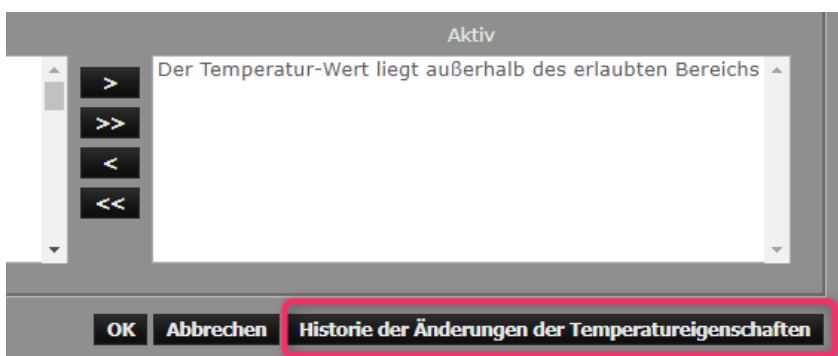 Aktiv
Der Temperatur-Wert liegt außerhalb des erlaubten Bereichs
>
>>
<
<<
OK Abbrechen Historie der Änderungen der Temperatureigenschaften